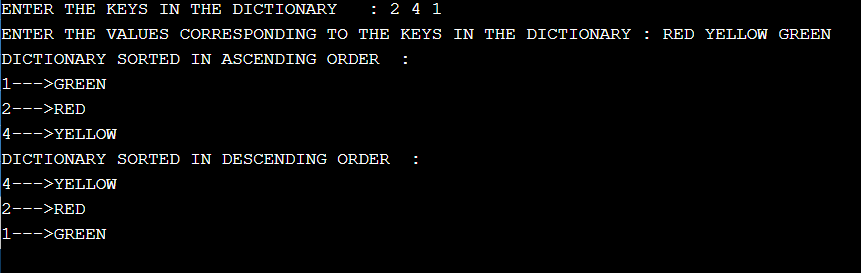 ENTER THE KEYS IN THE DICTIONARY   : 2 4 1
ENTER THE VALUES CORRESPONDING TO THE KEYS IN THE DICTIONARY : RED YELLOW GREEN
DICTIONARY SORTED IN ASCENDING ORDER  :
1--->GREEN
2--->RED
4--->YELLOW
DICTIONARY SORTED IN DESCENDING ORDER  :
4--->YELLOW
2--->RED
1--->GREEN